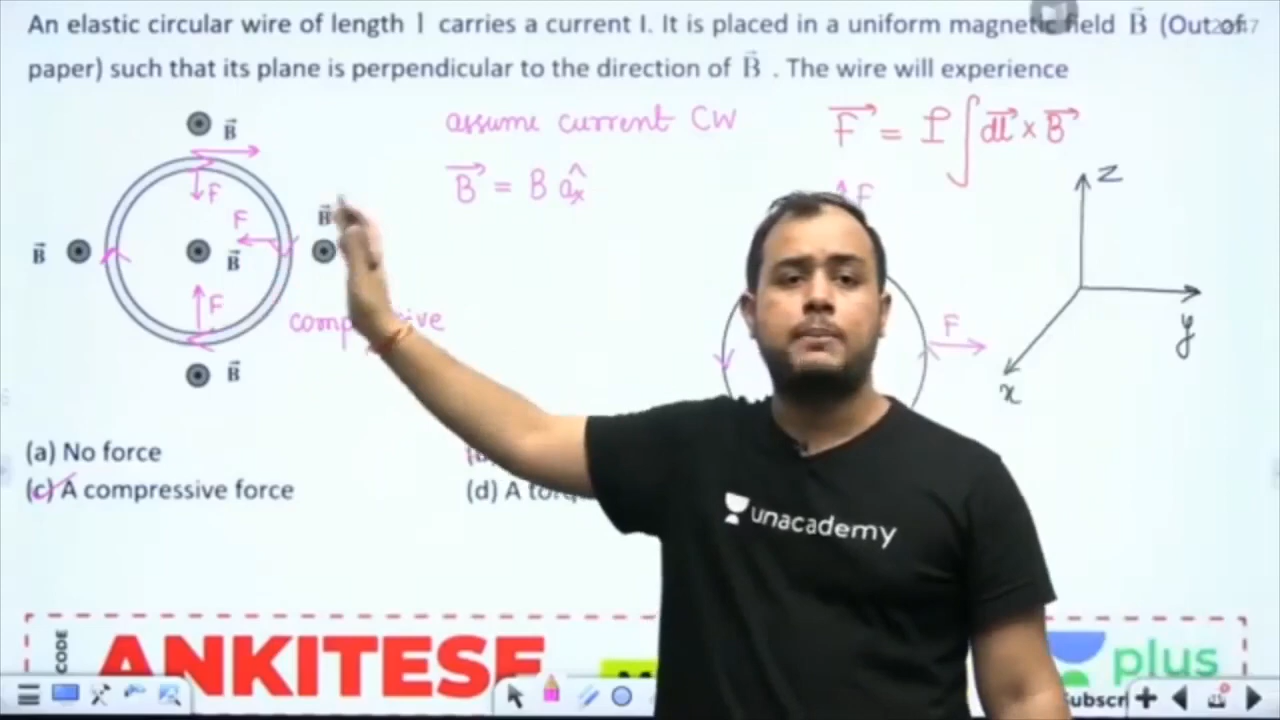 An elastic circular wire of length l carries a current I. It is placed in a uniform magnetic field B⃗ (Out of
paper) such that its plane is perpendicular to the direction of B⃗ . The wire will experience
assume current CW
F⃗ = I ∫ dl⃗ × B⃗
B⃗ = B âx
B⃗
F
F
B⃗
B⃗
B⃗
F
B⃗
F
F
z
y
x
(a) No force
(c) A compressive force
(d) A
CODE
ANKITESE
unacademy
plus